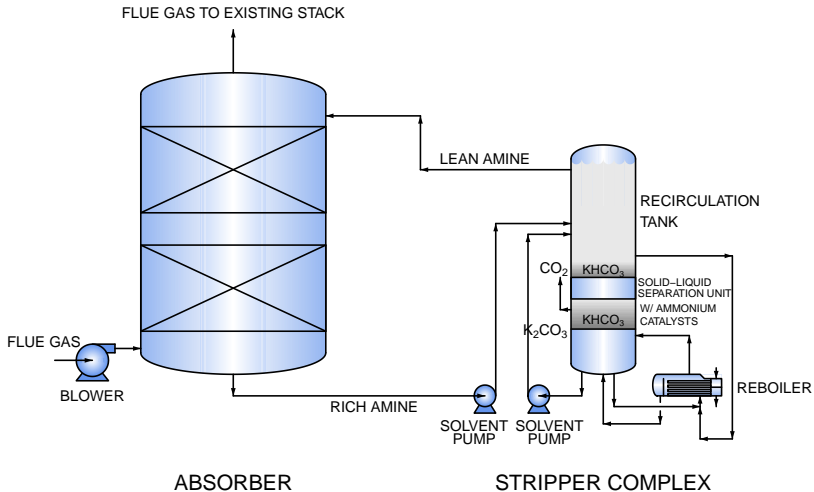 FLUE GAS TO EXISTING STACK
LEAN AMINE
RECIRCULATION
TANK
CO₂
KHCO₃
SOLID–LIQUID
SEPARATION UNIT
W/ AMMONIUM
CATALYSTS
KHCO₃
K₂CO₃
FLUE GAS
BLOWER
REBOILER
RICH AMINE
SOLVENT
PUMP
SOLVENT
PUMP
ABSORBER
STRIPPER COMPLEX